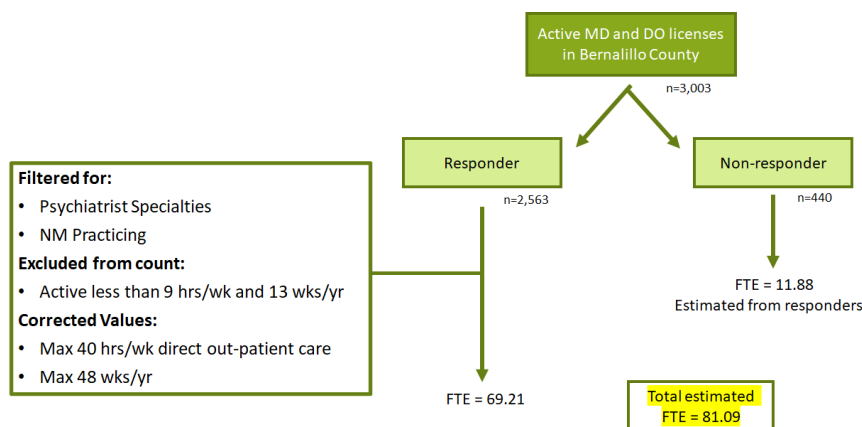 Active MD and DO licenses
in Bernalillo County
n=3,003
Responder
n=2,563
Non-responder
n=440
Filtered for:
• Psychiatrist Specialties
• NM Practicing
Excluded from count:
• Active less than 9 hrs/wk and 13 wks/yr
Corrected Values:
• Max 40 hrs/wk direct out-patient care
• Max 48 wks/yr
FTE = 69.21
FTE = 11.88
Estimated from responders
Total estimated
FTE = 81.09